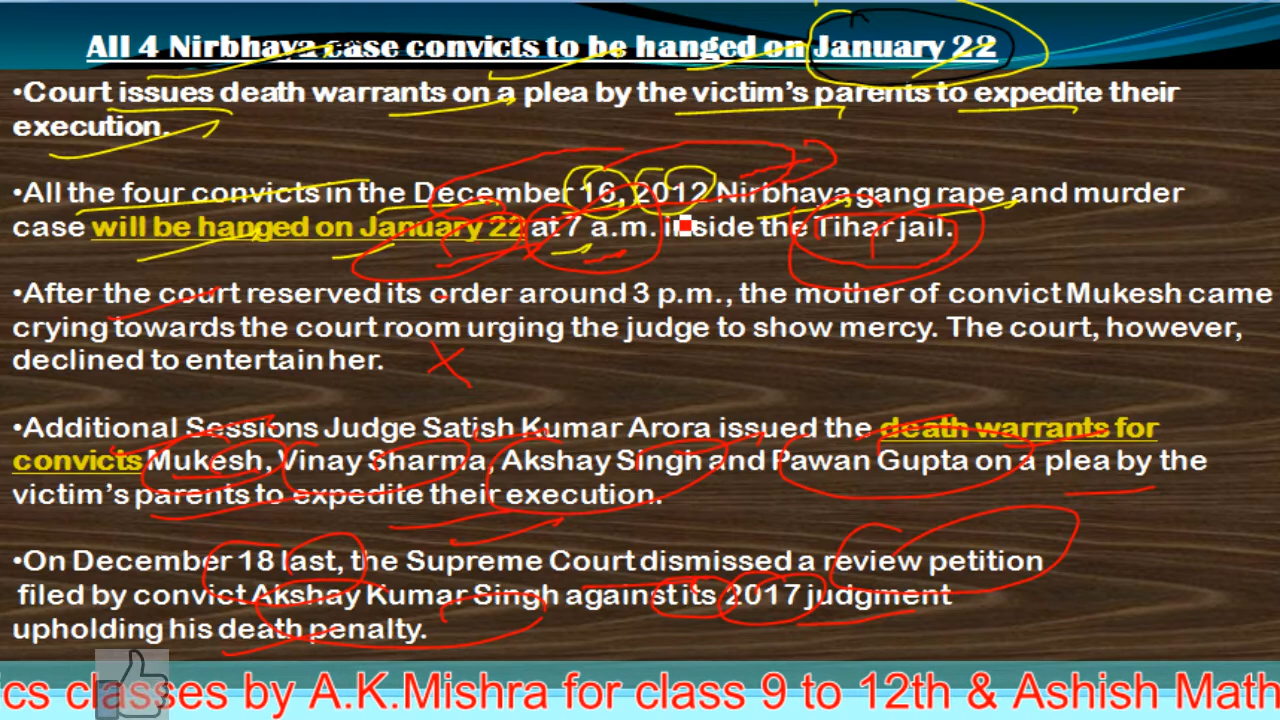 All 4 Nirbhaya case convicts to be hanged on January 22
•Court issues death warrants on a plea by the victim's parents to expedite their
execution.
•All the four convicts in the December 16, 2012 Nirbhaya gang rape and murder
case will be hanged on January 22 at 7 a.m. inside the Tihar jail.
•After the court reserved its order around 3 p.m., the mother of convict Mukesh came
crying towards the court room urging the judge to show mercy. The court, however,
declined to entertain her.
•Additional Sessions Judge Satish Kumar Arora issued the death warrants for
convicts Mukesh, Vinay Sharma, Akshay Singh and Pawan Gupta on a plea by the
victim's parents to expedite their execution.
•On December 18 last, the Supreme Court dismissed a review petition
filed by convict Akshay Kumar Singh against its 2017 judgment
upholding his death penalty.
ics classes by A.K.Mishra for class 9 to 12th & Ashish Math